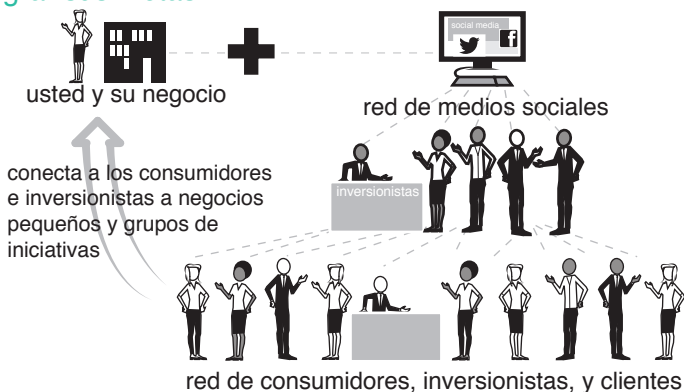 social media
usted y su negocio
red de medios sociales
conecta a los consumidores
e inversionistas a negocios
pequeños y grupos de
iniciativas
inversionistas
red de consumidores, inversionistas, y clientes